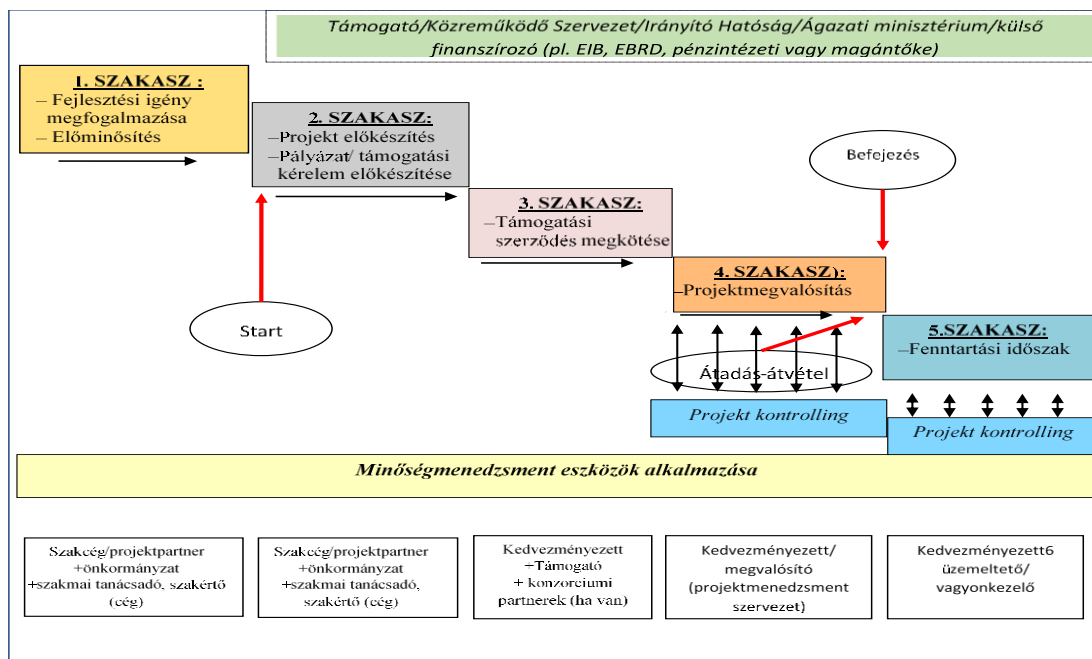 Támogató/Közreműködő Szervezet/Irányító Hatóság/Ágazati minisztérium/külső
finanszírozó (pl. EIB, EBRD, pénzintézeti vagy magántőke)
1. SZAKASZ :
– Fejlesztési igény
megfogalmazása
– Előminősítés
2. SZAKASZ:
–Projekt előkészítés
–Pályázat/ támogatási
kérelem előkészítése
3. SZAKASZ:
–Támogatási
szerződés megkötése
4. SZAKASZ):
–Projektmegvalósítás
5.SZAKASZ:
–Fenntartási időszak
Befejezés
Start
Átadás-átvétel
Projekt kontrolling
Projekt kontrolling
Minőségmenedzsment eszközök alkalmazása
Szakcég/projektpartner
+önkormányzat
+szakmai tanácsadó, szakértő
(cég)
Szakcég/projektpartner
+önkormányzat
+szakmai tanácsadó,
szakértő (cég)
Kedvezményezett
+Támogató
+ konzorciumi
partnerek (ha van)
Kedvezményezett/
megvalósító
(projektmenedzsment
szervezet)
Kedvezményezett6
üzemeltető/
vagyonkezelő